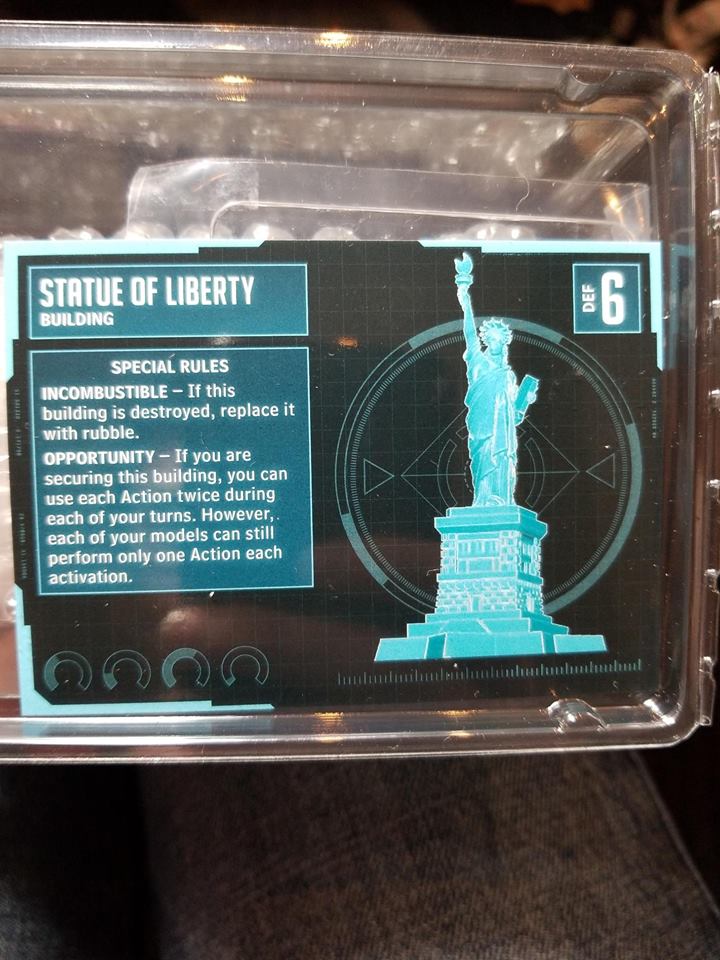 STATUE OF LIBERTY
BUILDING
DEF 6
SPECIAL RULES
INCOMBUSTIBLE – If this
building is destroyed, replace it
with rubble.
OPPORTUNITY – If you are
securing this building, you can
use each Action twice during
each of your turns. However,
each of your models can still
perform only one Action each
activation.